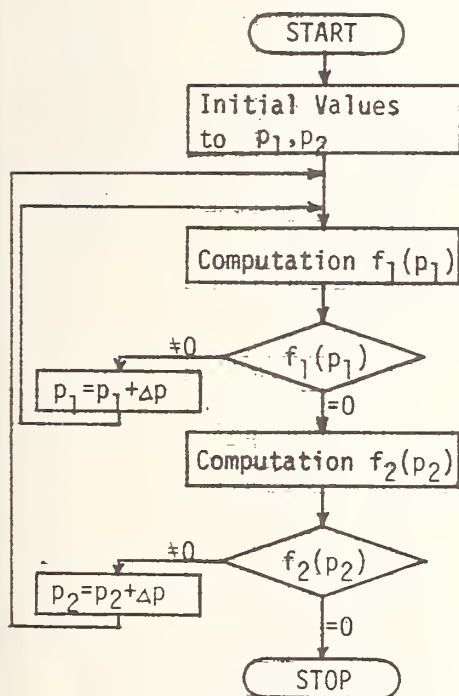 START
Initial Values
to p₁,p₂
Computation f₁(p₁)
≠0
f₁(p₁)
p₁=p₁+Δp
=0
Computation f₂(p₂)
≠0
f₂(p₂)
p₂=p₂+Δp
=0
STOP